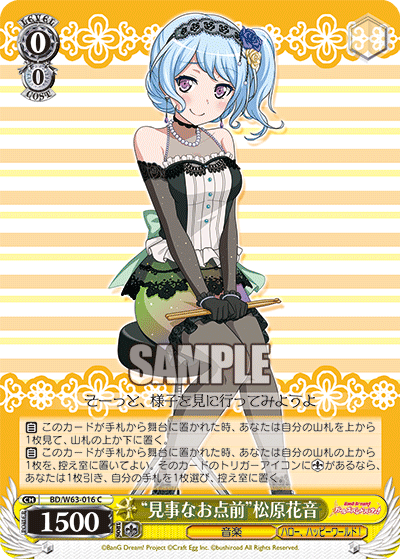 LEVEL
0
0
COST
SAMPLE
そーっと、様子を見に行ってみようよ
自 このカードが手札から舞台に置かれた時、あなたは自分の山札を上から1枚見て、山札の上か下に置く。
自 このカードが手札から舞台に置かれた時、あなたは自分の山札の上から1枚を、控え室に置いてよい。そのカードのトリガーアイコンに
があるなら、あなたは自分の手札を1枚選び、控え室に置く。
CH
BD/W63-016 C
1500
“見事なお点前”松原花音
音楽
ハロー、ハッピーワールド!
BanG Dream!
©BanG Dream! Project ©Craft Egg Inc. ©bushiroad All Rights Reserved.